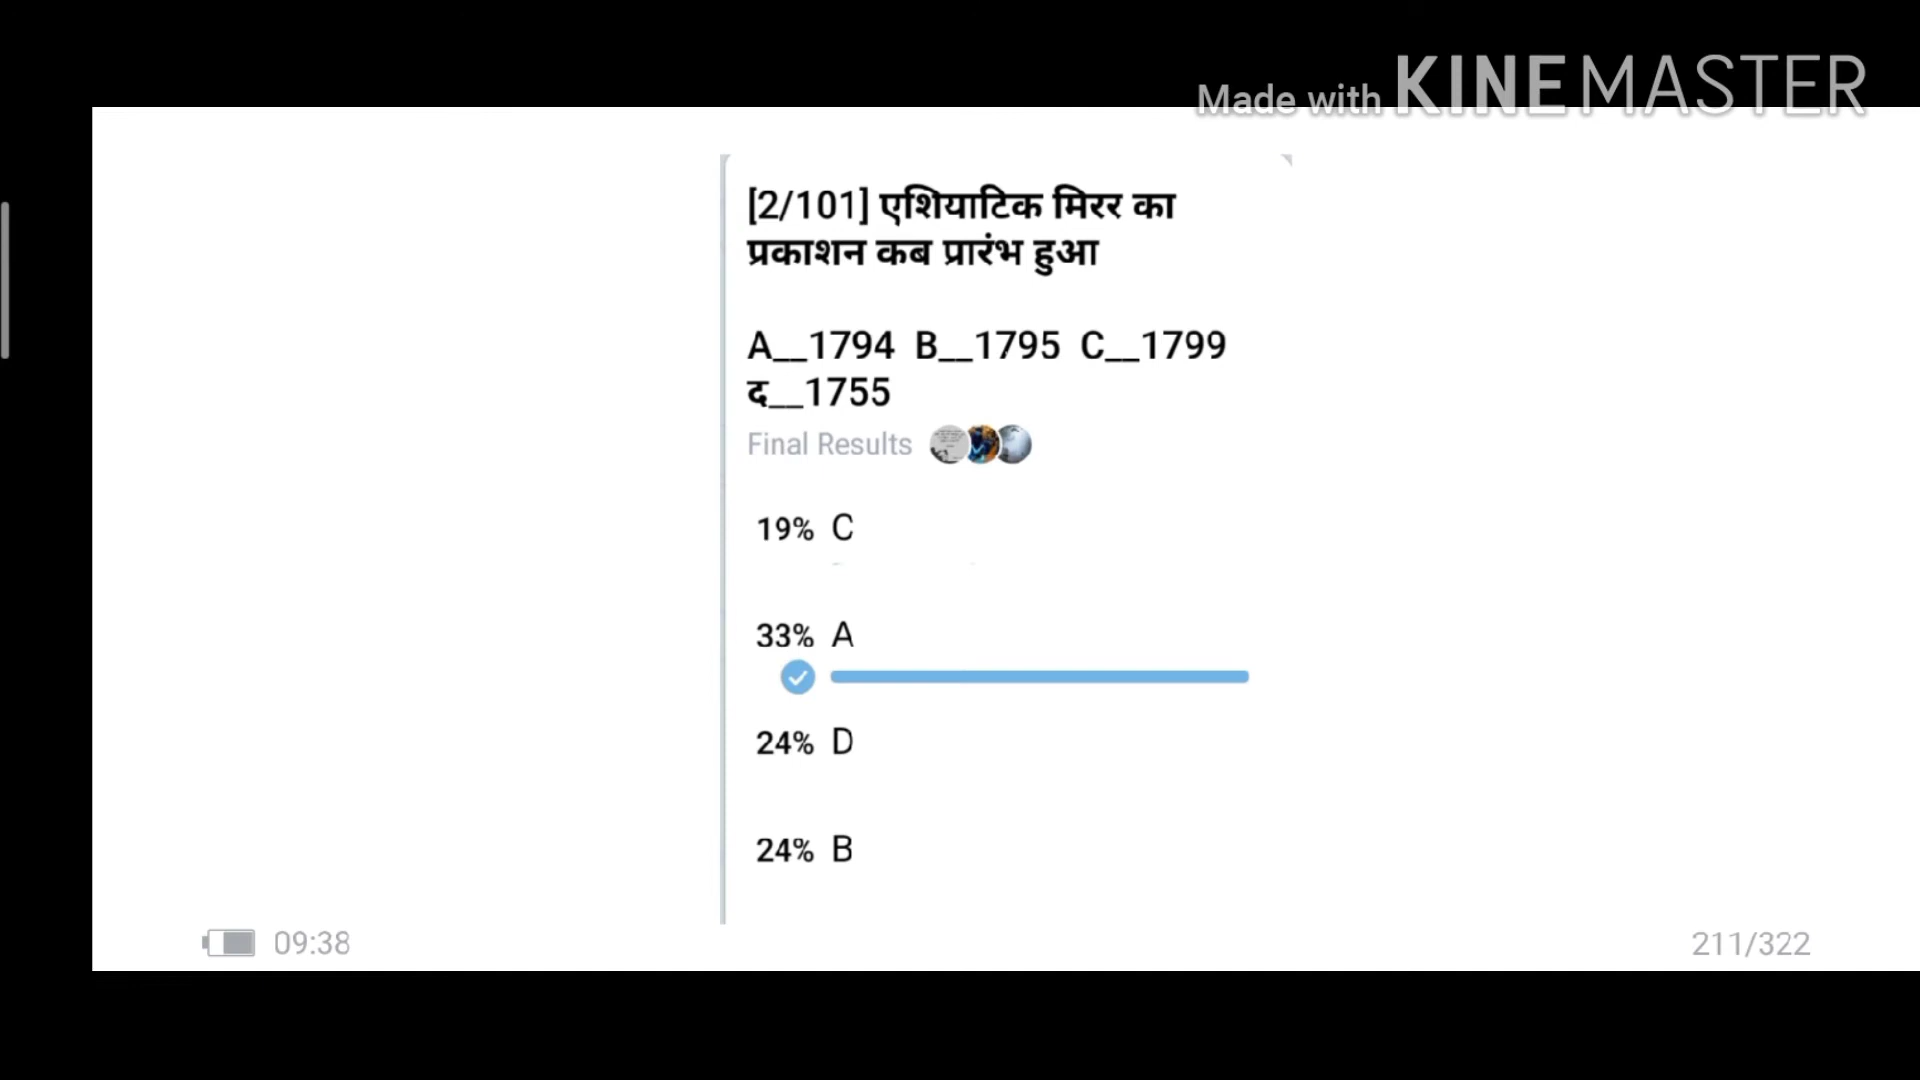 Made with KINEMASTER
[2/101] एशियाटिक मिरर का
प्रकाशन कब प्रारंभ हुआ
A__1794 B__1795 C__1799
द__1755
Final Results
19% C
33% A
24% D
24% B
09:38
211/322